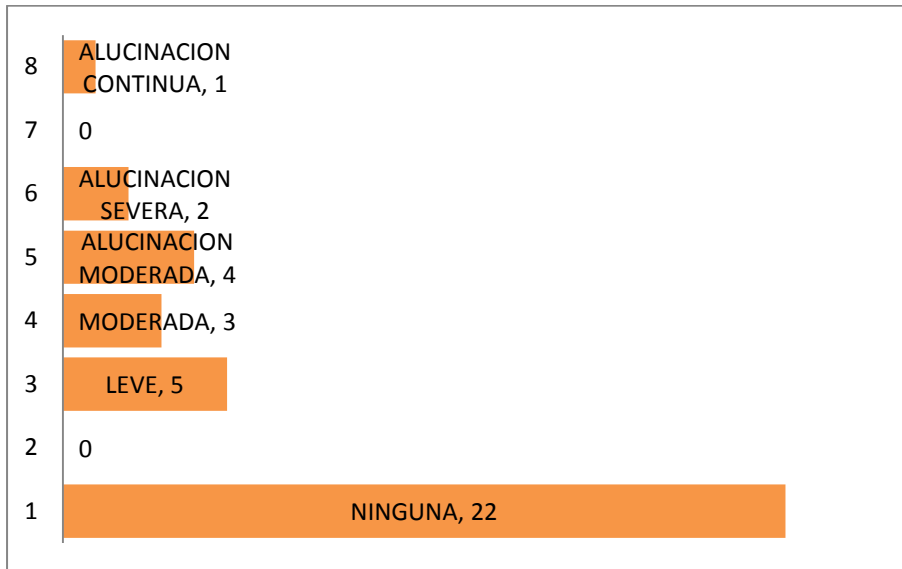 8
ALUCINACION
CONTINUA, 1
7
0
6
ALUCINACION
SEVERA, 2
5
ALUCINACION
MODERADA, 4
4
MODERADA, 3
3
LEVE, 5
2
0
1
NINGUNA, 22